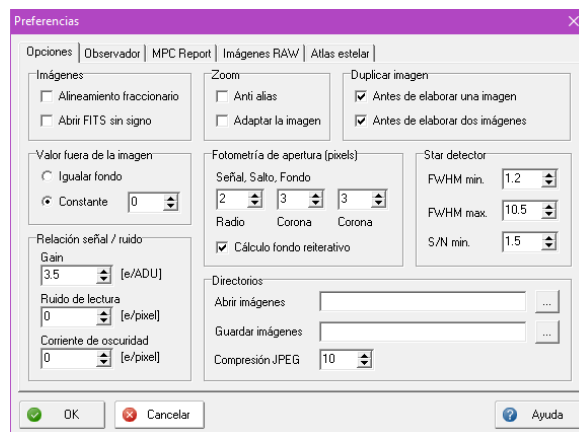 Preferencias
Opciones Observador MPC Report Imágenes RAW Atlas estelar
Imágenes
Alineamiento fraccionario
Abrir FITS sin signo
Zoom
Anti alias
Adaptar la imagen
Duplicar imagen
Antes de elaborar una imagen
Antes de elaborar dos imágenes
Valor fuera de la imagen
Igualar fondo
Constante 0
Fotometría de apertura (pixels)
Señal, Salto, Fondo
2 3 3
Radio Corona Corona
Cálculo fondo reiterativo
Star detector
FWHM min. 1.2
FWHM max. 10.5
S/N min. 1.5
Relación señal / ruido
Gain
3.5 [e/ADU]
Ruido de lectura
0 [e/pixel]
Corriente de oscuridad
0 [e/pixel]
Directorios
Abrir imágenes ...
Guardar imágenes ...
Compresión JPEG 10
OK Cancelar Ayuda